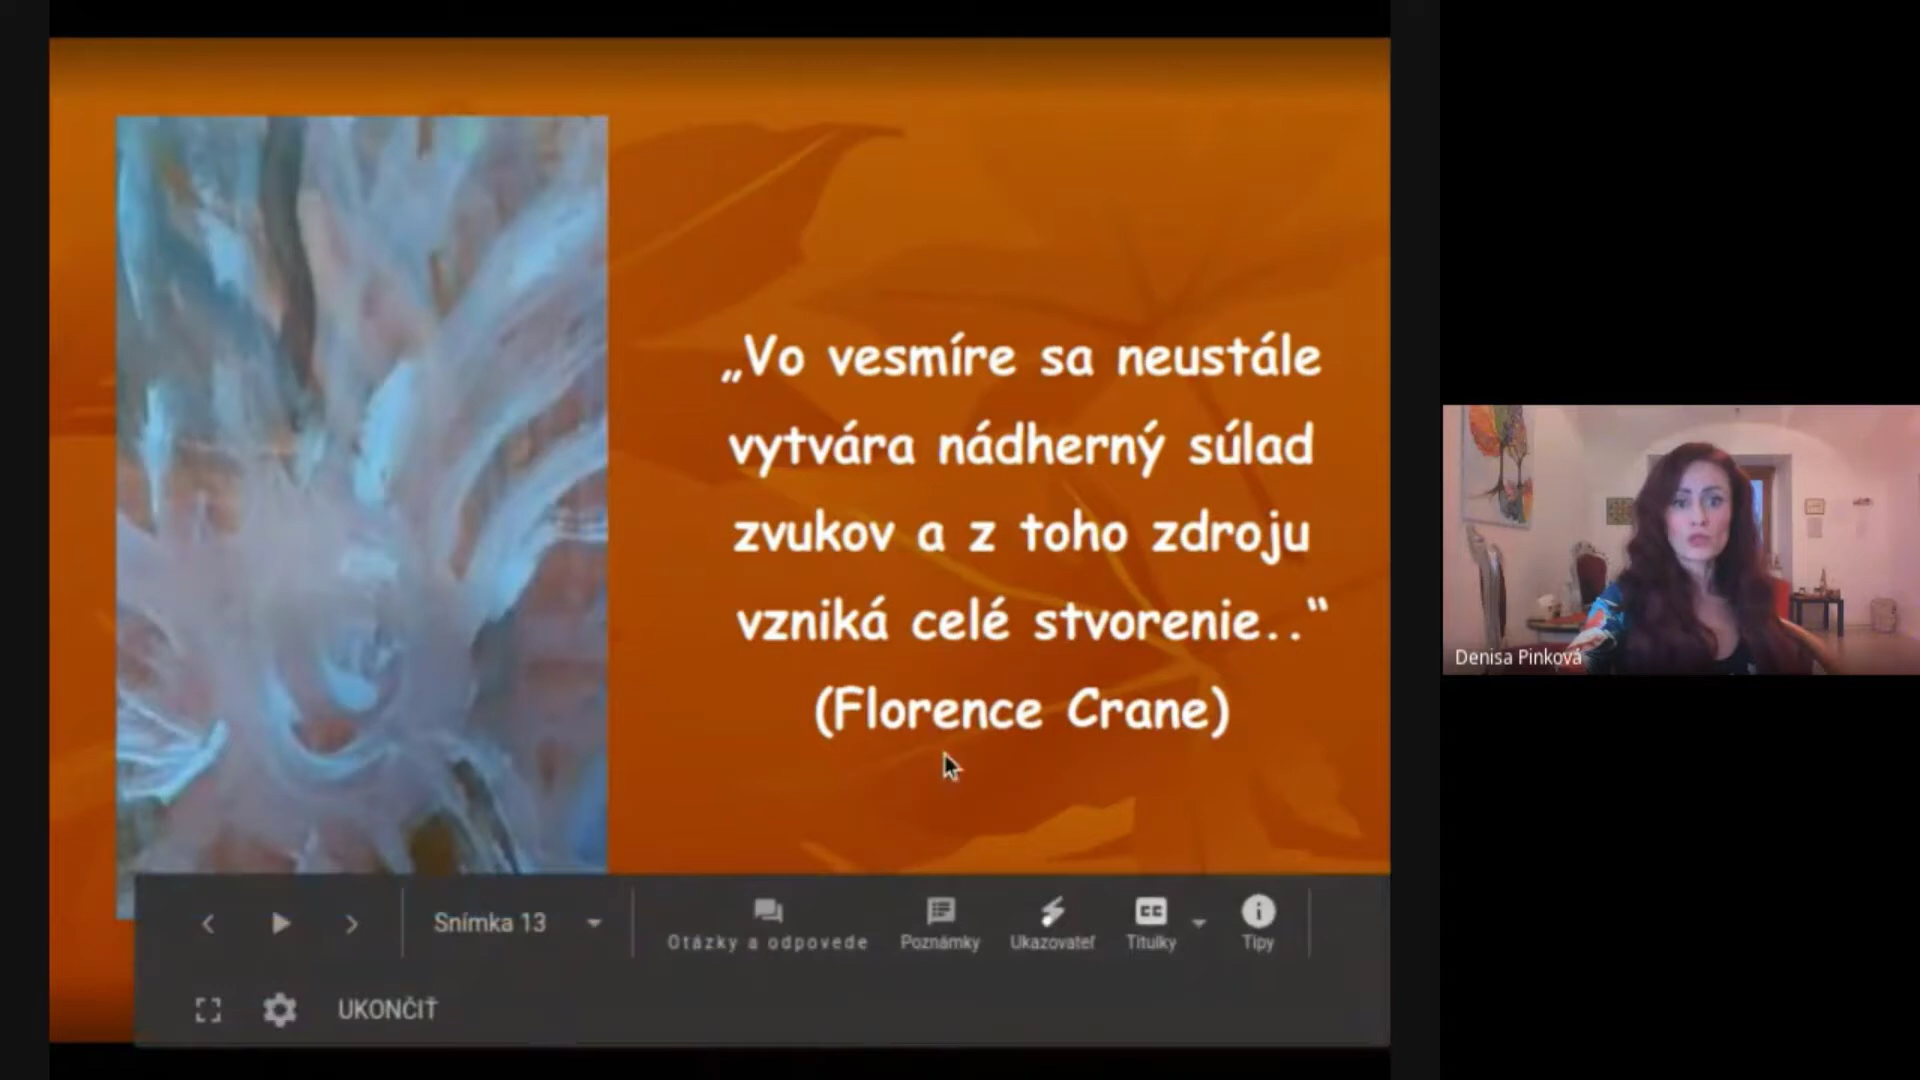 „Vo vesmíre sa neustále
vytvára nádherný súlad
zvukov a z toho zdroju
vzniká celé stvorenie..“
(Florence Crane)
Snímka 13
Otázky a odpovede
Poznámky
Ukazovateľ
Titulky
Tipy
UKONČIŤ
Denisa Pinková